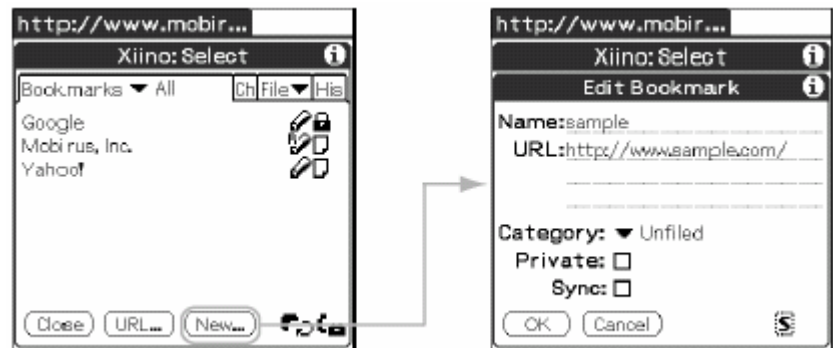 http://www.mobir...
Xiino: Select
Bookmarks All Ch File His
Google
Mobirus, Inc.
Yahoo!
Close URL... New...
http://www.mobir...
Xiino: Select
Edit Bookmark
Name: sample
URL: http://www.sample.com/
Category: Unfiled
Private:
Sync:
OK Cancel S